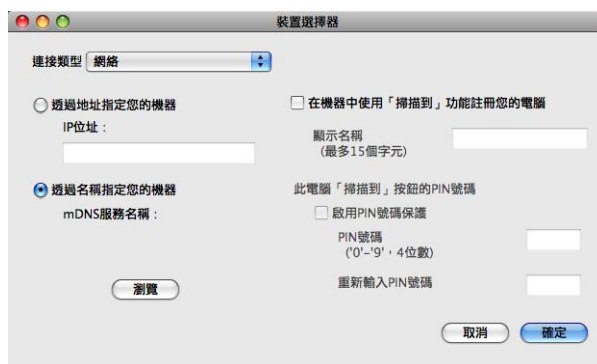 裝置選擇器
連接類型 網絡
透過地址指定您的機器
IP位址：
透過名稱指定您的機器
mDNS服務名稱：
瀏覽
在機器中使用「掃描到」功能註冊您的電腦
顯示名稱
(最多15個字元)
此電腦「掃描到」按鈕的PIN號碼
啟用PIN號碼保護
PIN號碼
('0'-'9'，4位數)
重新輸入PIN號碼
取消 確定